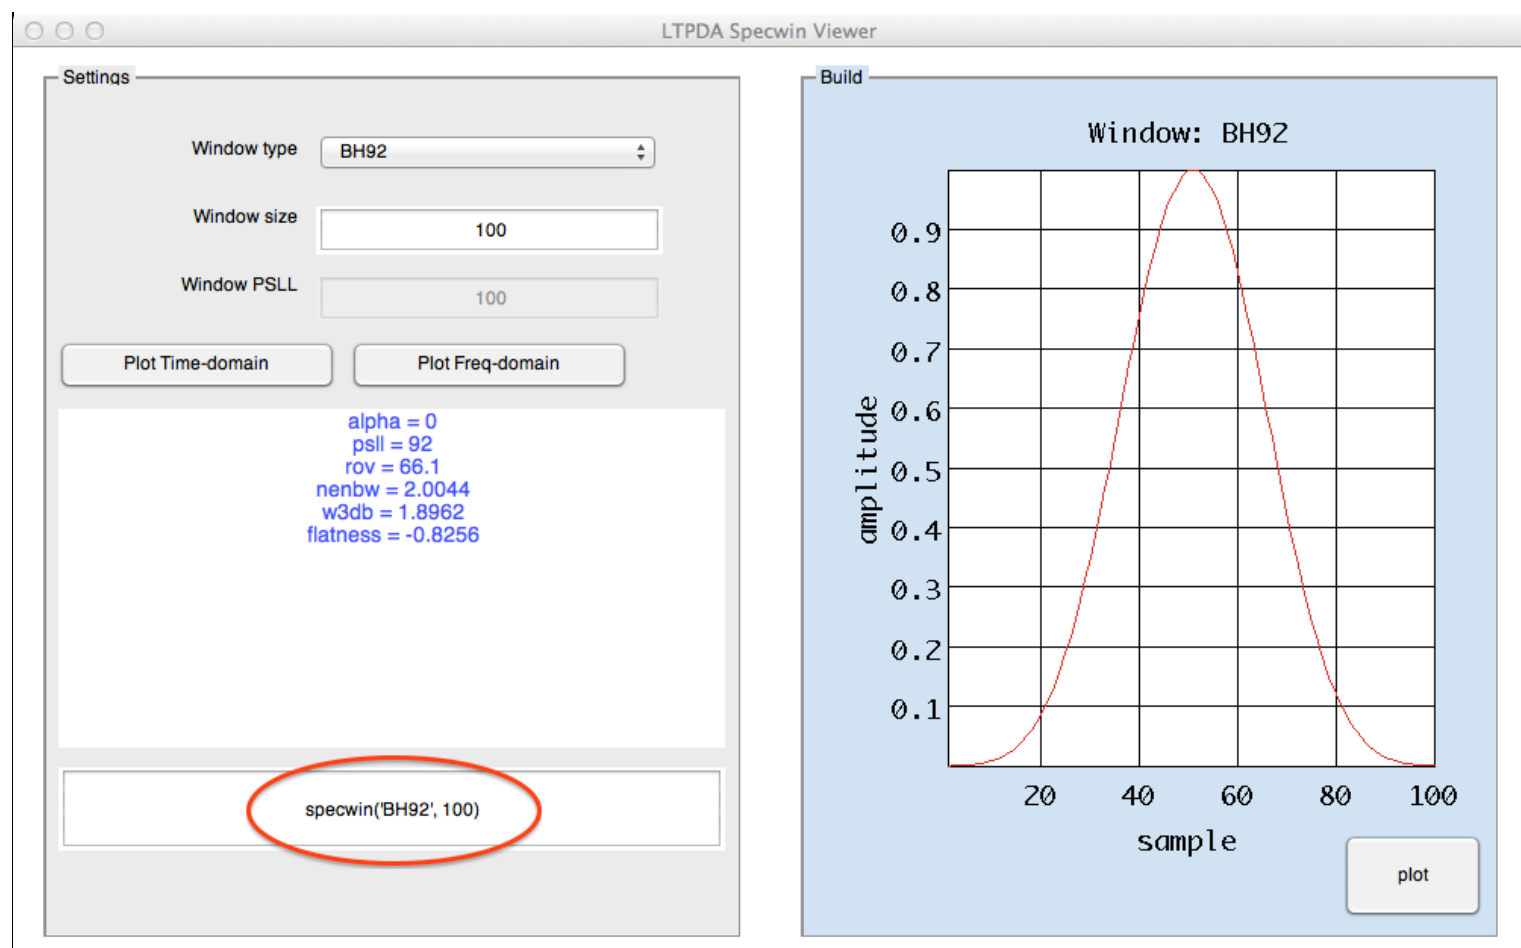 LTPDA Specwin Viewer
Settings
Window type
BH92
Window size
100
Window PSLL
100
Plot Time-domain
Plot Freq-domain
alpha = 0
psll = 92
rov = 66.1
nenbw = 2.0044
w3db = 1.8962
flatness = -0.8256
specwin('BH92', 100)
Build
Window: BH92
0.9
0.8
0.7
0.6
0.5
0.4
0.3
0.2
0.1
amplitude
20 40 60 80 100
sample
plot